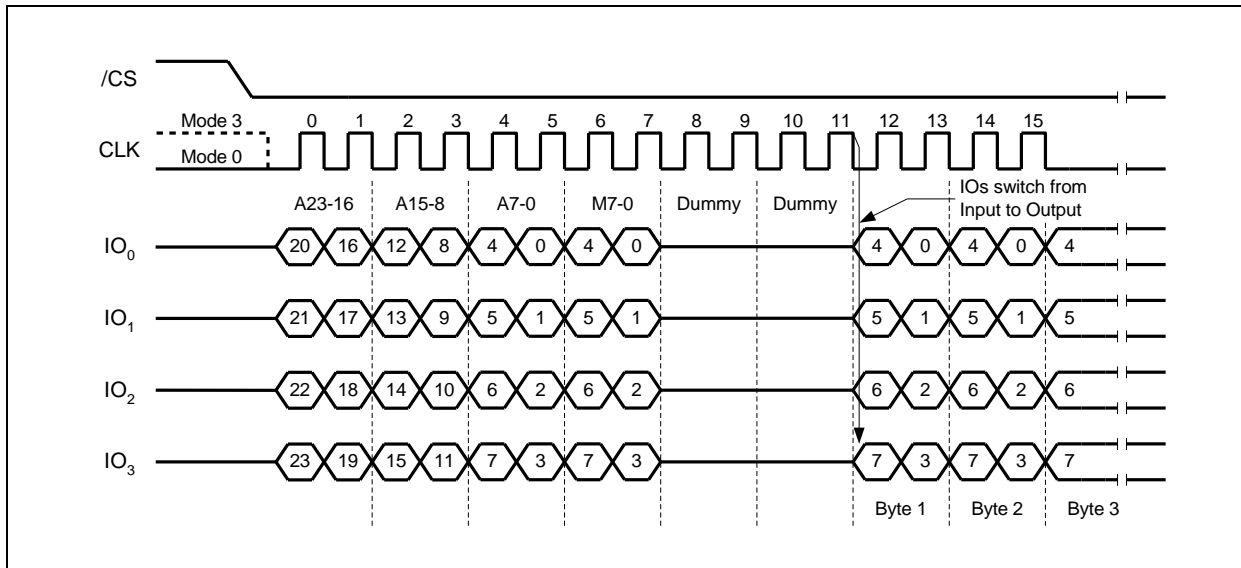 /CS
Mode 3 0 1 2 3 4 5 6 7 8 9 10 11 12 13 14 15
CLK
Mode 0
IOs switch from
Input to Output
A23-16 A15-8 A7-0 M7-0 Dummy Dummy
IO0 20 16 12 8 4 0 4 0 4 0 4 0 4
IO1 21 17 13 9 5 1 5 1 5 1 5 1 5
IO2 22 18 14 10 6 2 6 2 6 2 6 2 6
IO3 23 19 15 11 7 3 7 3 7 3 7 3 7
Byte 1 Byte 2 Byte 3